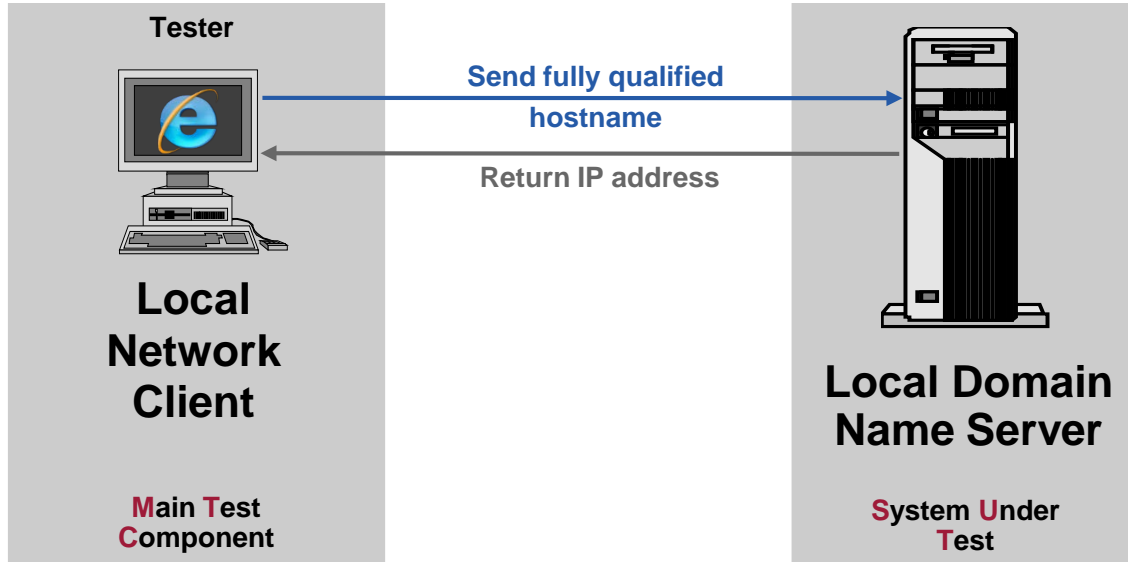 Tester
Send fully qualified
hostname
Return IP address
Local
Network
Client
Local Domain
Name Server
Main Test
Component
System Under
Test